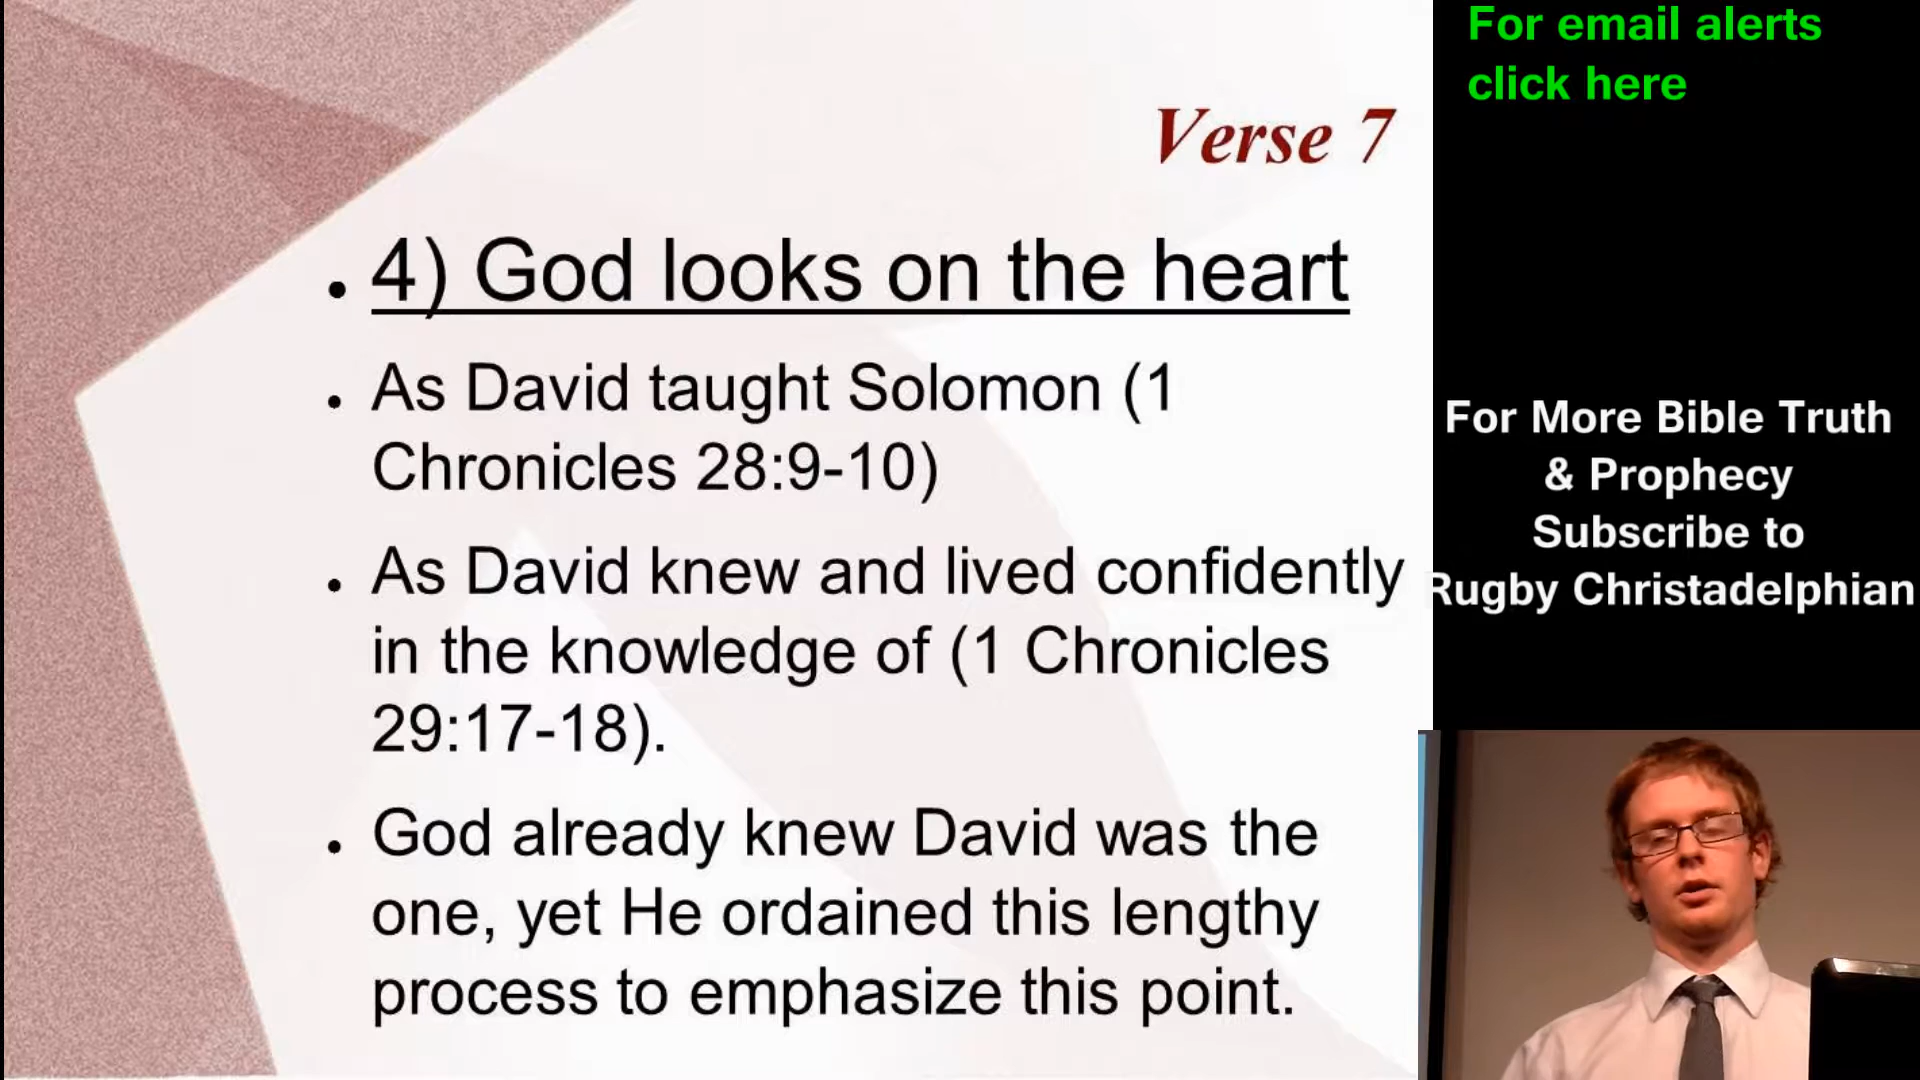 Verse 7
• 4) God looks on the heart
• As David taught Solomon (1
Chronicles 28:9-10)
• As David knew and lived confidently
in the knowledge of (1 Chronicles
29:17-18).
• God already knew David was the
one, yet He ordained this lengthy
process to emphasize this point.
For email alerts
click here
For More Bible Truth
& Prophecy
Subscribe to
Rugby Christadelphian